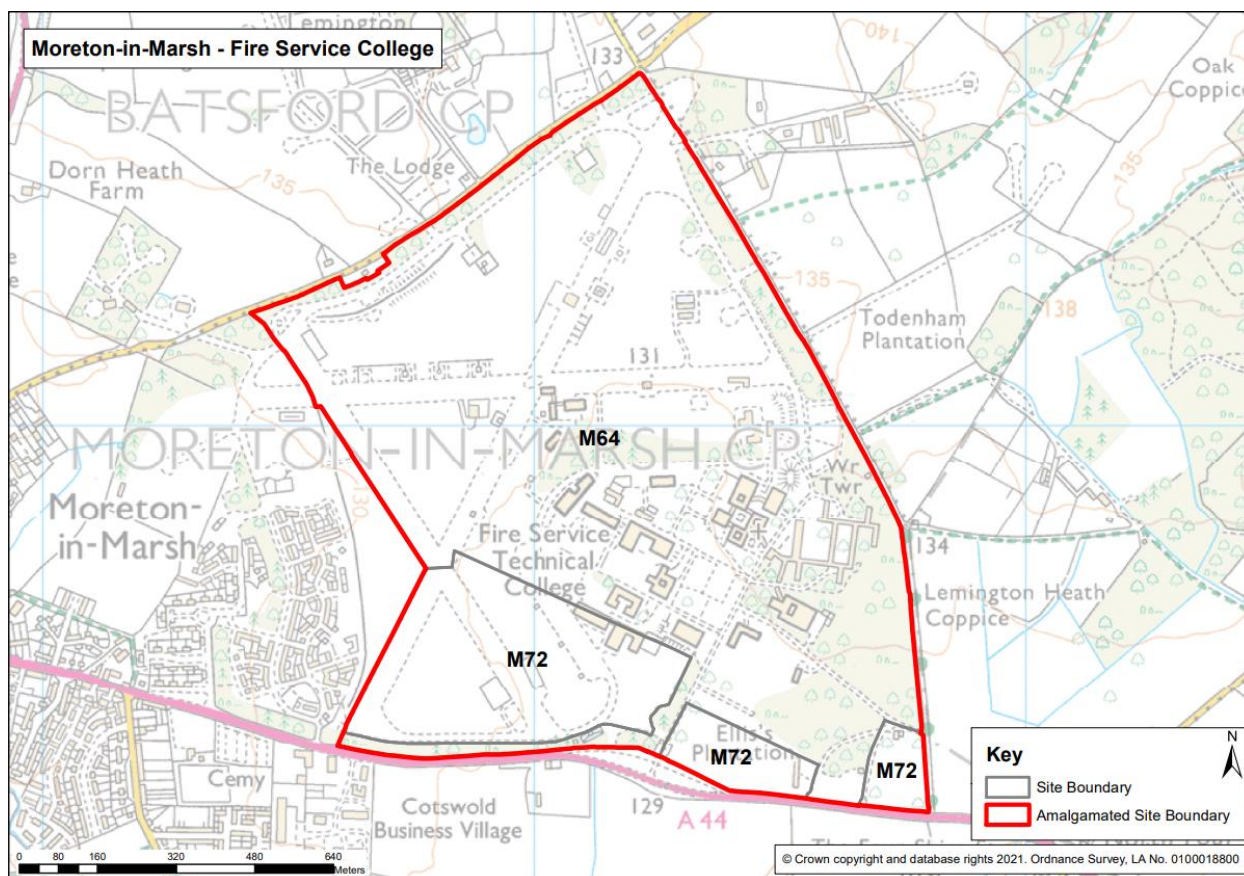 Moreton-in-Marsh - Fire Service College
Lemington
133
140
Oak
Coppice
BATSFORD CP
The Lodge
Dorn Heath
Farm
135
135
135
138
Todenham
Plantation
131
M64
MORETON-IN-MARSH CP
Wr
Twr
Moreton-
in-Marsh
130
Fire Service
Technical
College
134
Lemington Heath
Coppice
M72
M72
M72
Cemy
Cotswold
Business Village
129
A 44
Key
N
Site Boundary
Amalgamated Site Boundary
0 80 160 320 480 640
Meters
© Crown copyright and database rights 2021. Ordnance Survey, LA No. 0100018800